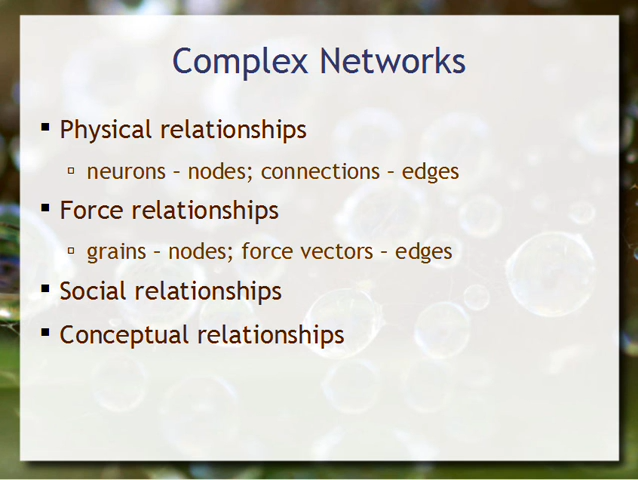 Complex Networks
▪ Physical relationships
▫ neurons – nodes; connections – edges
▪ Force relationships
▫ grains – nodes; force vectors – edges
▪ Social relationships
▪ Conceptual relationships